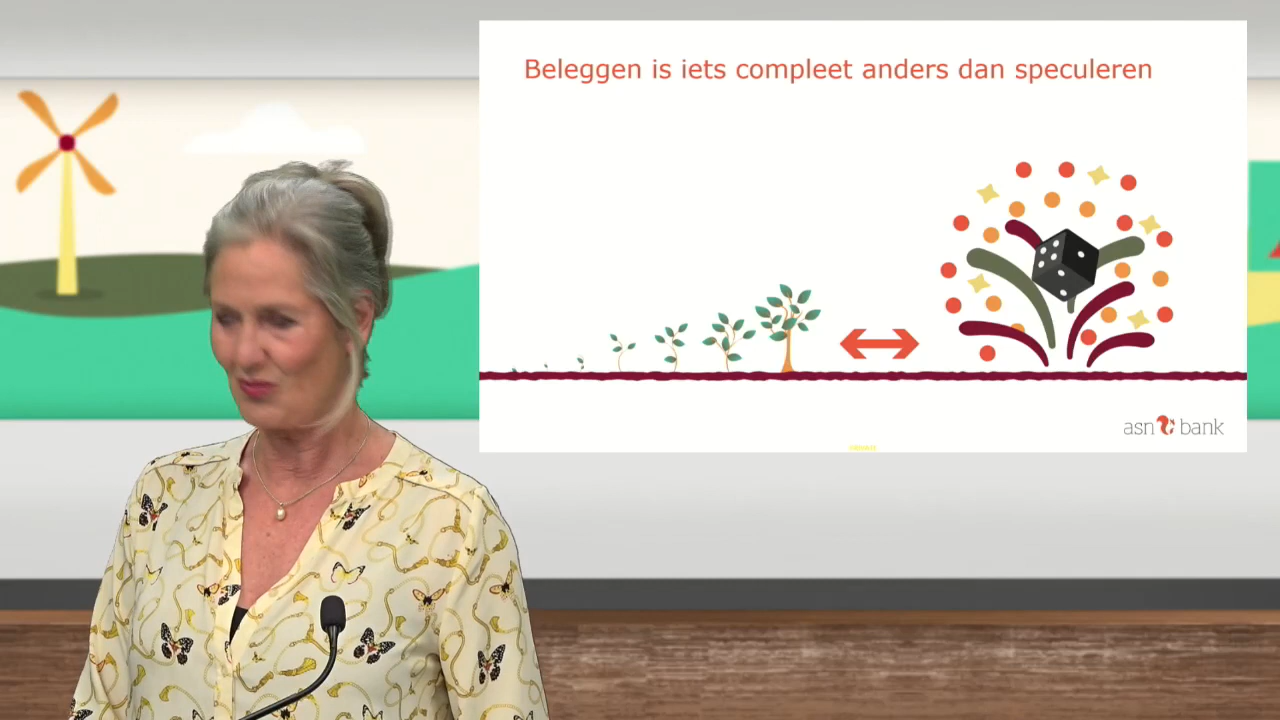 Beleggen is iets compleet anders dan speculeren
asn bank